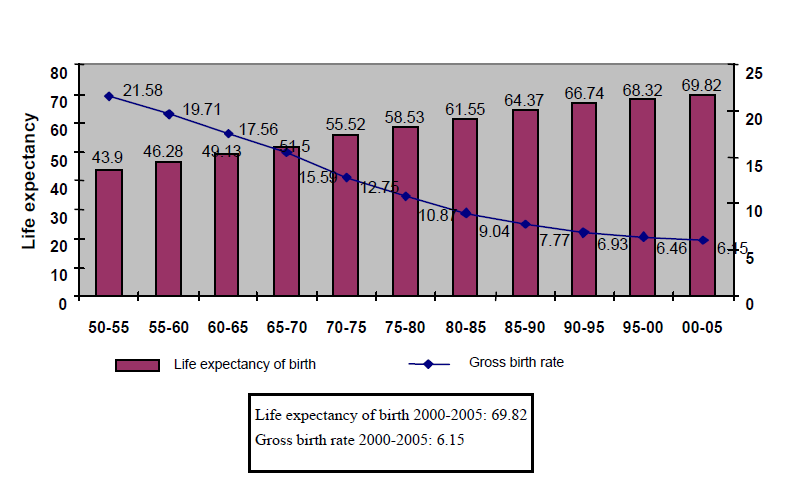 80 25
21.58 19.71 17.56 51.5 55.52 58.53 61.55 64.37 66.74 68.32 69.82
70
60 20
50 43.9 46.28 49.13 15
40 15.59 12.75
30 10.87 10
20 9.04 7.77 6.93 6.46 6.15
10 5
0 0
Life expectancy
50-55 55-60 60-65 65-70 70-75 75-80 80-85 85-90 90-95 95-00 00-05
Life expectancy of birth Gross birth rate
Life expectancy of birth 2000-2005: 69.82
Gross birth rate 2000-2005: 6.15